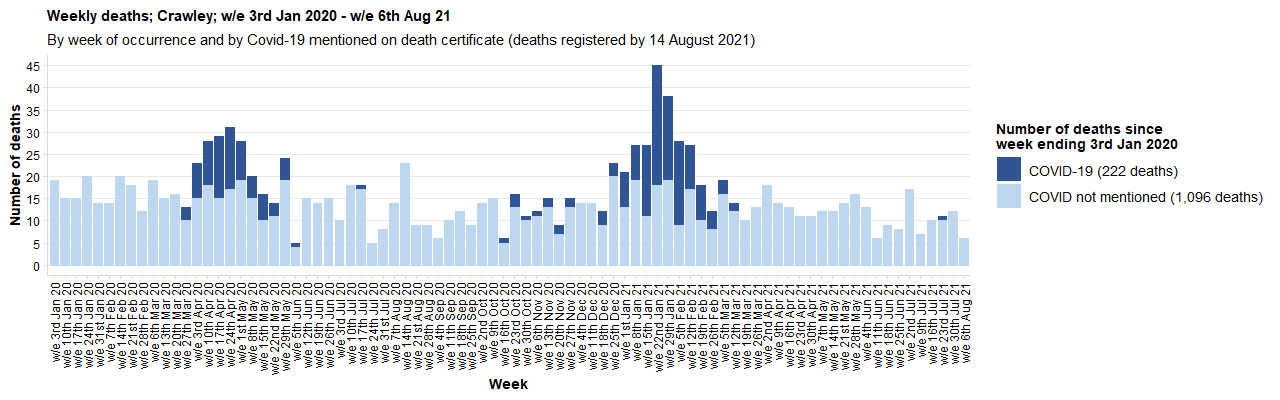 Weekly deaths; Crawley; w/e 3rd Jan 2020 - w/e 6th Aug 21
By week of occurrence and by Covid-19 mentioned on death certificate (deaths registered by 14 August 2021)
Number of deaths
45
40
35
30
25
20
15
10
5
0
w/e 3rd Jan 20
w/e 10th Jan 20
w/e 17th Jan 20
w/e 24th Jan 20
w/e 31st Jan 20
w/e 7th Feb 20
w/e 14th Feb 20
w/e 21st Feb 20
w/e 28th Feb 20
w/e 6th Mar 20
w/e 13th Mar 20
w/e 20th Mar 20
w/e 27th Mar 20
w/e 3rd Apr 20
w/e 10th Apr 20
w/e 17th Apr 20
w/e 24th Apr 20
w/e 1st May 20
w/e 8th May 20
w/e 15th May 20
w/e 22nd May 20
w/e 29th May 20
w/e 5th Jun 20
w/e 12th Jun 20
w/e 19th Jun 20
w/e 26th Jun 20
w/e 3rd Jul 20
w/e 10th Jul 20
w/e 17th Jul 20
w/e 24th Jul 20
w/e 31st Jul 20
w/e 7th Aug 20
w/e 14th Aug 20
w/e 21st Aug 20
w/e 28th Aug 20
w/e 4th Sep 20
w/e 11th Sep 20
w/e 18th Sep 20
w/e 25th Sep 20
w/e 2nd Oct 20
w/e 9th Oct 20
w/e 16th Oct 20
w/e 23rd Oct 20
w/e 30th Oct 20
w/e 6th Nov 20
w/e 13th Nov 20
w/e 20th Nov 20
w/e 27th Nov 20
w/e 4th Dec 20
w/e 11th Dec 20
w/e 18th Dec 20
w/e 25th Dec 20
w/e 1st Jan 21
w/e 8th Jan 21
w/e 15th Jan 21
w/e 22nd Jan 21
w/e 29th Jan 21
w/e 5th Feb 21
w/e 12th Feb 21
w/e 19th Feb 21
w/e 26th Feb 21
w/e 5th Mar 21
w/e 12th Mar 21
w/e 19th Mar 21
w/e 26th Mar 21
w/e 2nd Apr 21
w/e 9th Apr 21
w/e 16th Apr 21
w/e 23rd Apr 21
w/e 30th Apr 21
w/e 7th May 21
w/e 14th May 21
w/e 21st May 21
w/e 28th May 21
w/e 4th Jun 21
w/e 11th Jun 21
w/e 18th Jun 21
w/e 25th Jun 21
w/e 2nd Jul 21
w/e 9th Jul 21
w/e 16th Jul 21
w/e 23rd Jul 21
w/e 30th Jul 21
w/e 6th Aug 21
Week
Number of deaths since
week ending 3rd Jan 2020
COVID-19 (222 deaths)
COVID not mentioned (1,096 deaths)